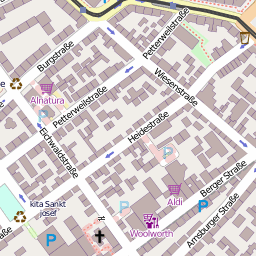 Petterweilstraße
Burgstraße
Wiesenstraße
Alnatura
Petterweilstraße
Heidestraße
Eichwaldstraße
Berger Straße
Aldi
kita Sankt
Josef
Arnsburger Straße
Woolworth
P
P
P
P
P